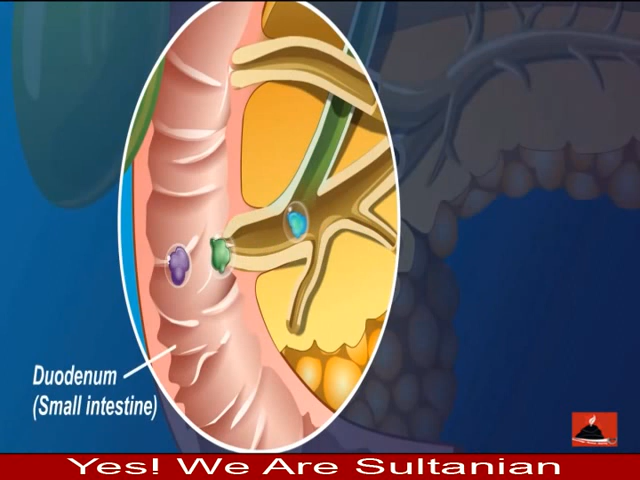 Duodenum
(Small intestine)
Yes! We Are Sultanian